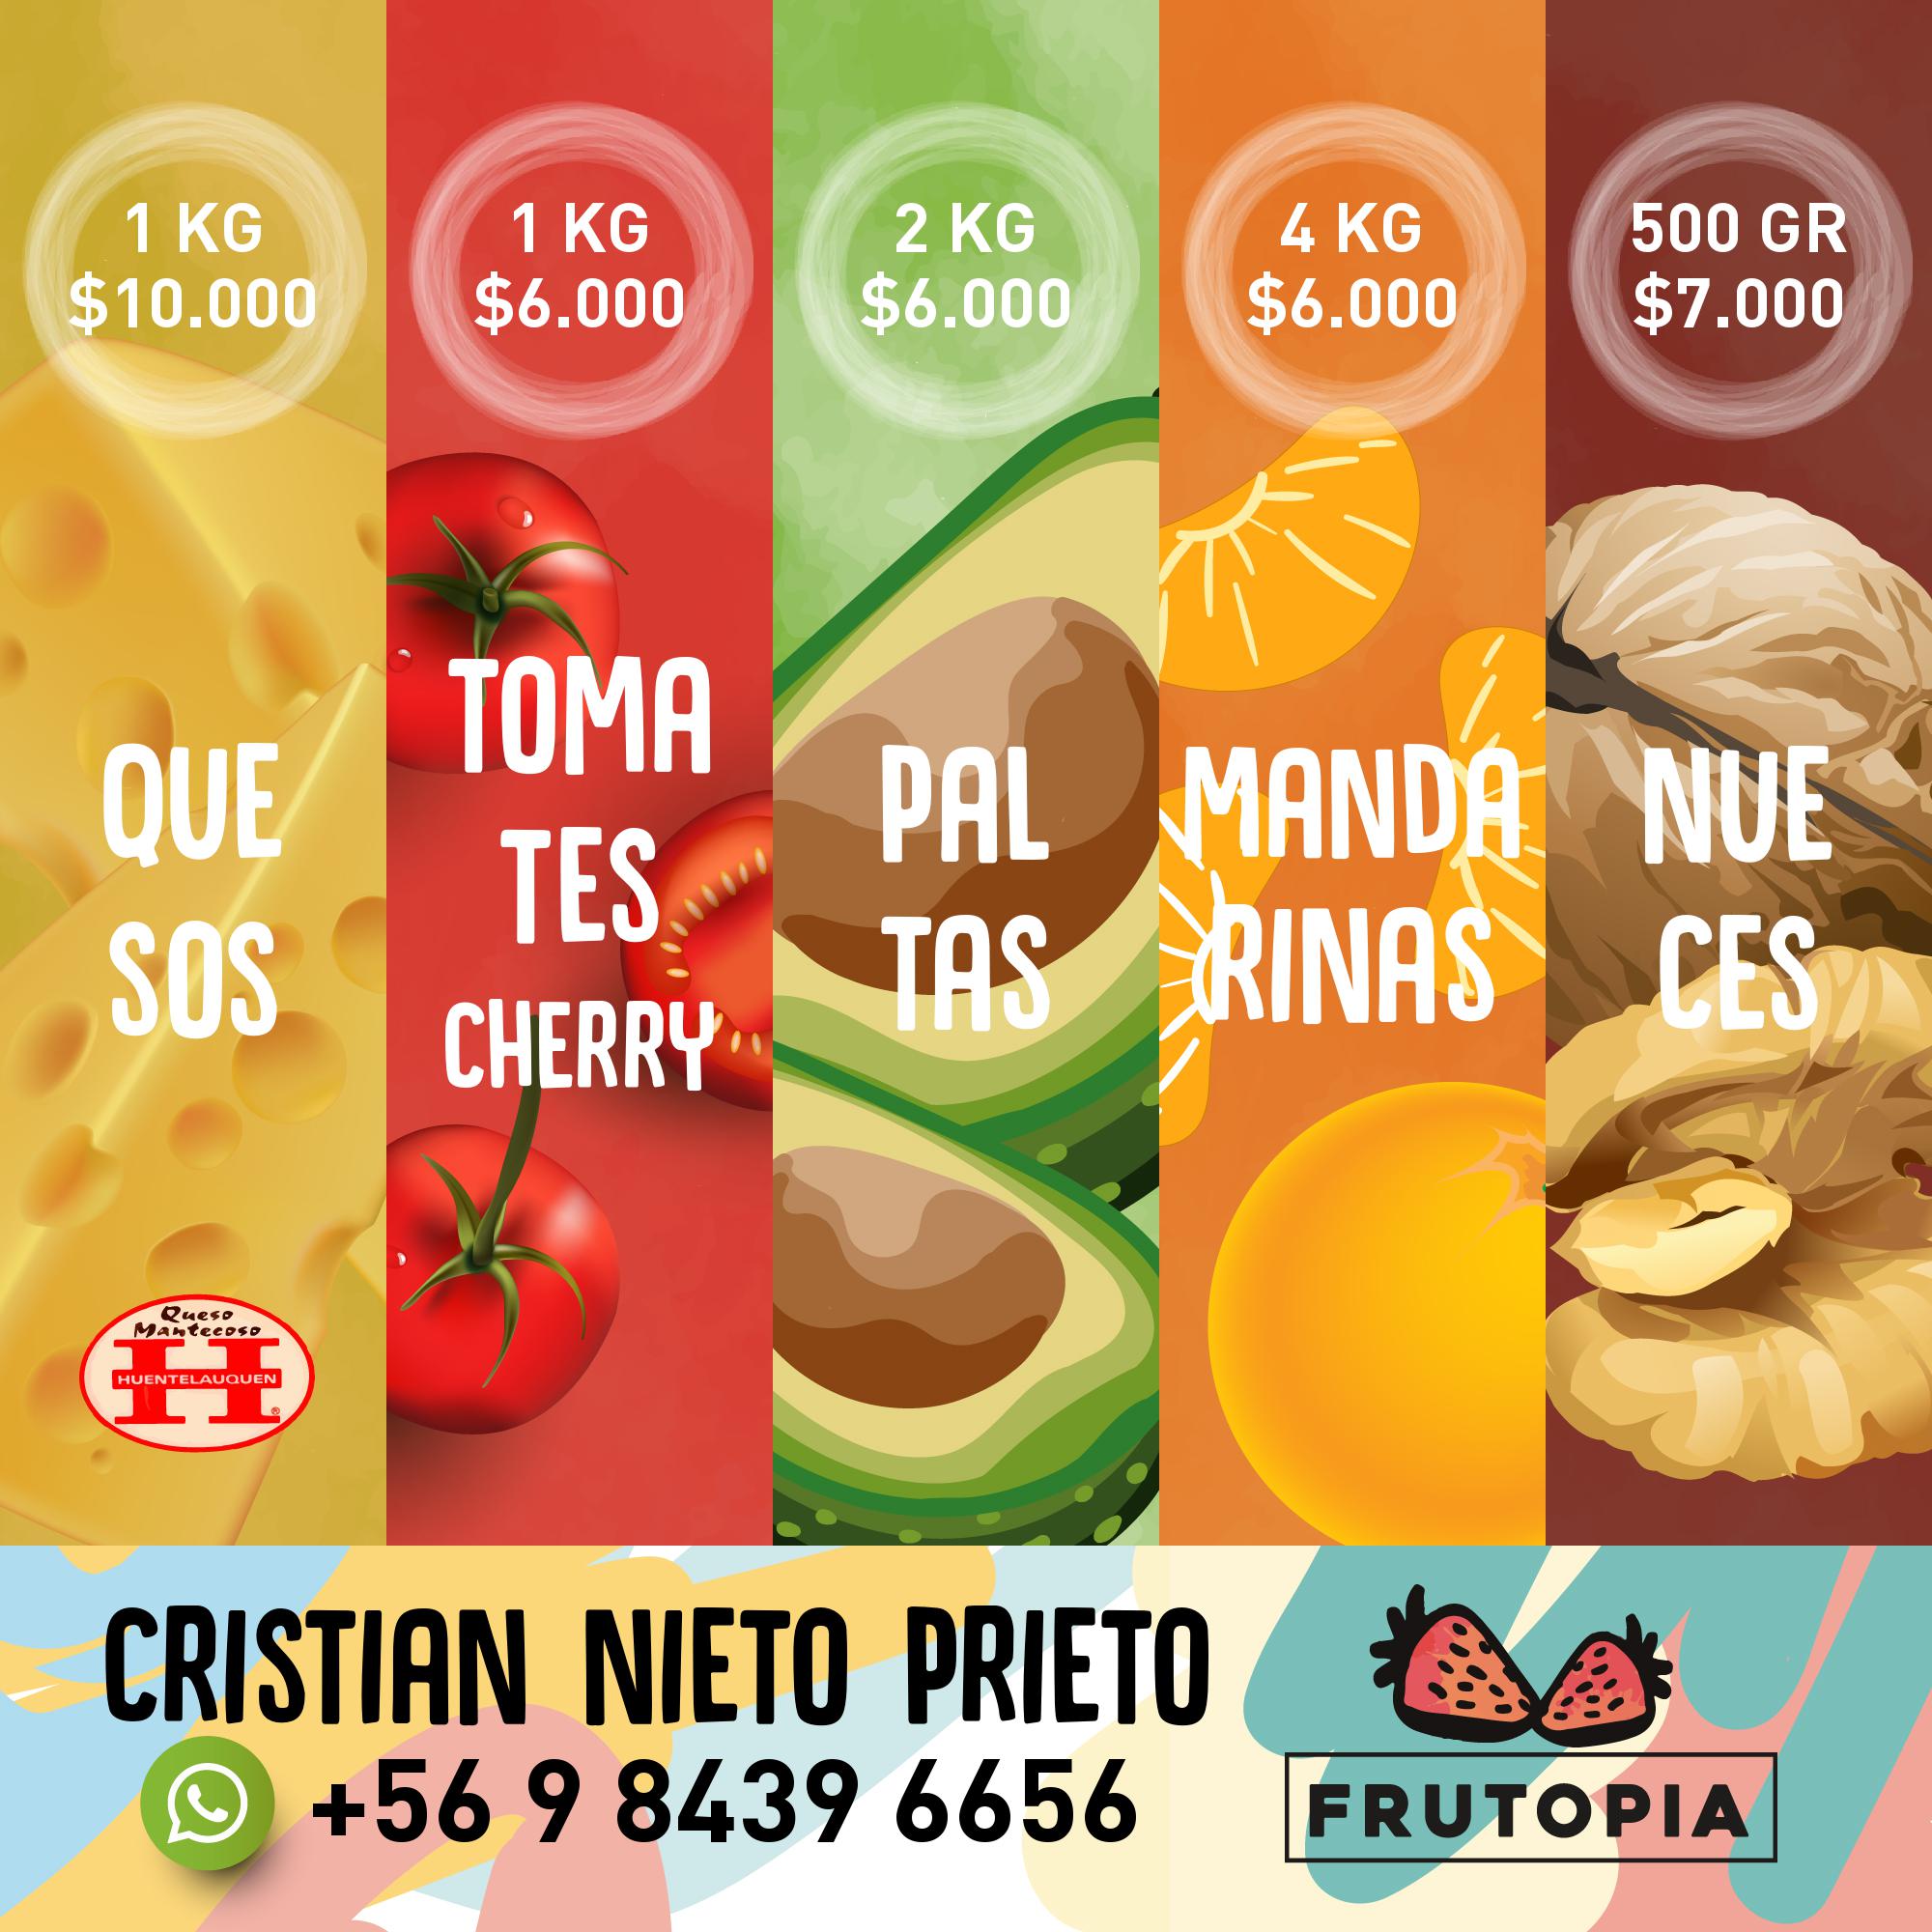 1 KG
$10.000
QUE
SOS
Queso
Mantecoso
H
HUENTELAUQUEN
®
1 KG
$6.000
TOMA
TES
CHERRY
2 KG
$6.000
PAL
TAS
4 KG
$6.000
MANDA
RINAS
500 GR
$7.000
NUE
CES
CRISTIAN NIETO PRIETO
+56 9 8439 6656
FRUTOPIA